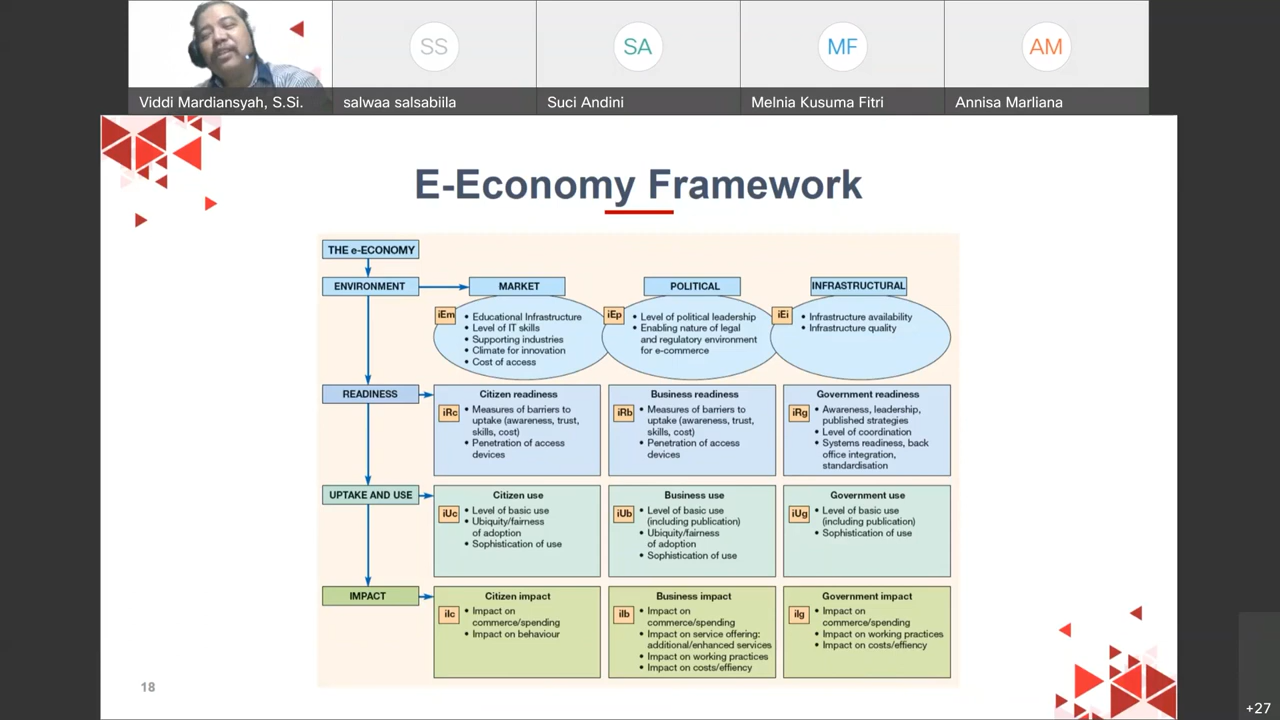 SS
SA
MF
AM
Viddi Mardiansyah, S.Si.
salwaa salsabiila
Suci Andini
Melnia Kusuma Fitri
Annisa Marliana
E-Economy Framework
THE e-ECONOMY
ENVIRONMENT
MARKET
POLITICAL
INFRASTRUCTURAL
iEm
• Educational Infrastructure
• Level of IT skills
• Supporting industries
• Climate for innovation
• Cost of access
iEp
• Level of political leadership
• Enabling nature of legal
and regulatory environment
for e-commerce
iEi
• Infrastructure availability
• Infrastructure quality
READINESS
Citizen readiness
iRc
• Measures of barriers to
uptake (awareness, trust,
skills, cost)
• Penetration of access
devices
Business readiness
iRb
• Measures of barriers to
uptake (awareness, trust,
skills, cost)
• Penetration of access
devices
Government readiness
iRg
• Awareness, leadership,
published strategies
• Level of coordination
• Systems readiness, back
office integration,
standardisation
UPTAKE AND USE
Citizen use
iUc
• Level of basic use
• Ubiquity/fairness
of adoption
• Sophistication of use
Business use
iUb
• Level of basic use
(including publication)
• Ubiquity/fairness
of adoption
• Sophistication of use
Government use
iUg
• Level of basic use
(including publication)
• Sophistication of use
IMPACT
Citizen impact
iIc
• Impact on
commerce/spending
• Impact on behaviour
Business impact
iIb
• Impact on
commerce/spending
• Impact on service offering:
additional/enhanced services
• Impact on working practices
• Impact on costs/effiency
Government impact
iIg
• Impact on
commerce/spending
• Impact on working practices
• Impact on costs/effiency
18
+27